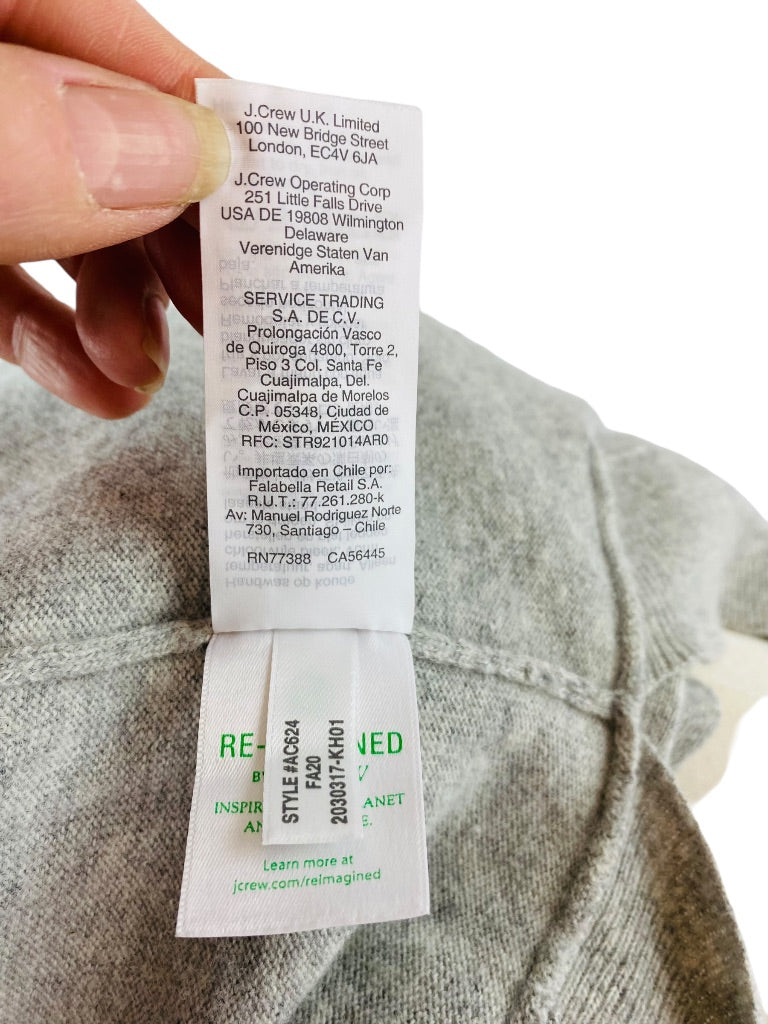 J.Crew U.K. Limited
100 New Bridge Street
London, EC4V 6JA
J.Crew Operating Corp
251 Little Falls Drive
USA DE 19808 Wilmington
Delaware
Verenidge Staten Van
Amerika
SERVICE TRADING
S.A. DE C.V.
Prolongación Vasco
de Quiroga 4800, Torre 2,
Piso 3 Col. Santa Fe
Cuajimalpa, Del.
Cuajimalpa de Morelos
C.P. 05348, Ciudad de
México, MÉXICO
RFC: STR921014AR0
Importado en Chile por:
Falabella Retail S.A.
R.U.T.: 77.261.280-k
Av: Manuel Rodriguez Norte
730, Santiago – Chile
RN77388 CA56445
STYLE #AC624
FA20
2030317-KH01
Learn more at
jcrew.com/reimagined